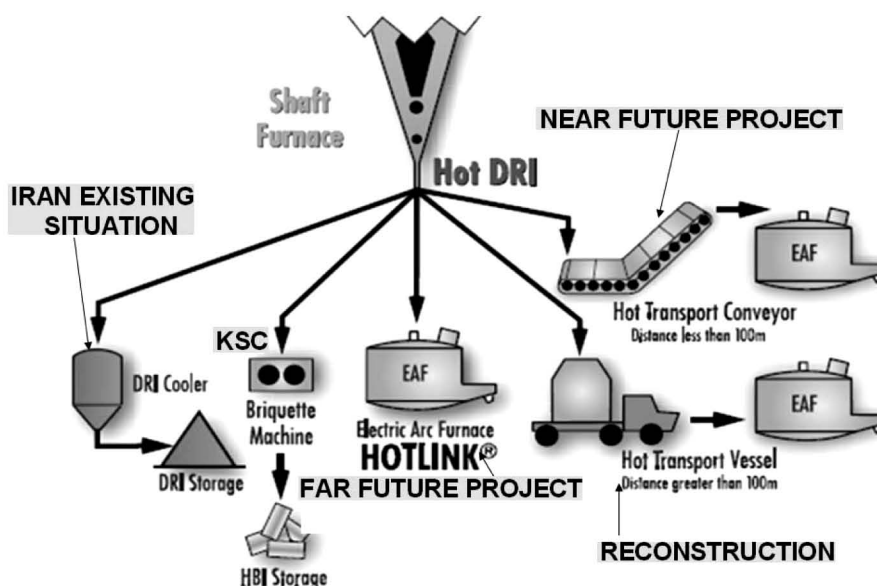 Shaft
Furnace
NEAR FUTURE PROJECT
Hot DRI
IRAN EXISTING
SITUATION
EAF
Hot Transport Conveyor
Distance less than 100m
KSC
DRI Cooler
EAF
Briquette
Machine
Electric Arc Furnace
HOTLINK®
EAF
DRI Storage
FAR FUTURE PROJECT
Hot Transport Vessel
Distance greater than 100m
RECONSTRUCTION
HBI Storage